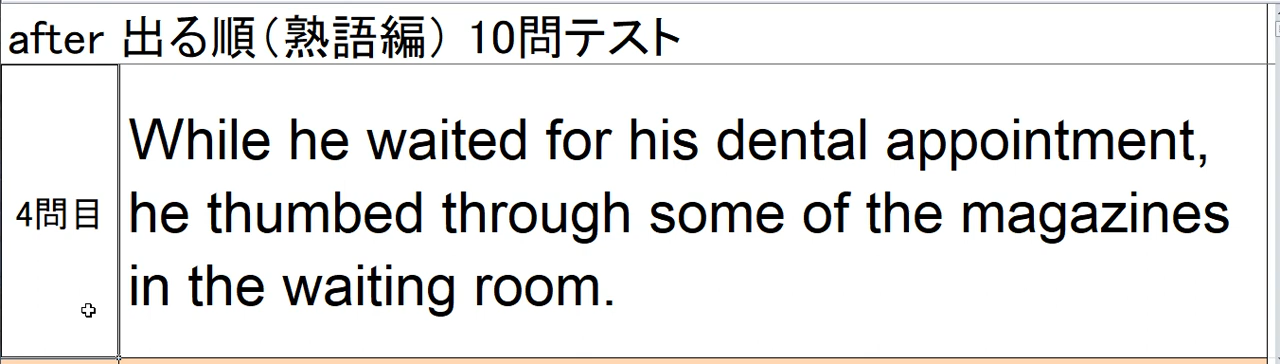 after 出る順（熟語編） 10問テスト
While he waited for his dental appointment,
4問目
he thumbed through some of the magazines
in the waiting room.